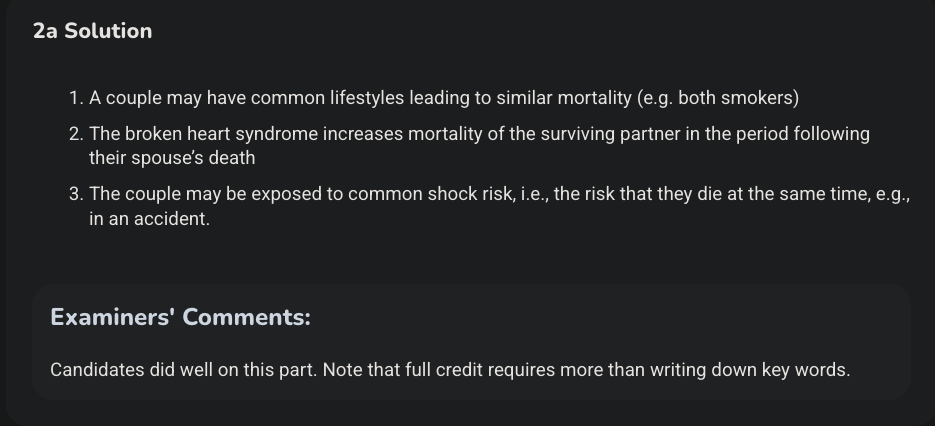 2a Solution
1. A couple may have common lifestyles leading to similar mortality (e.g. both smokers)
2. The broken heart syndrome increases mortality of the surviving partner in the period following
their spouse’s death
3. The couple may be exposed to common shock risk, i.e., the risk that they die at the same time, e.g.,
in an accident.
Examiners' Comments:
Candidates did well on this part. Note that full credit requires more than writing down key words.